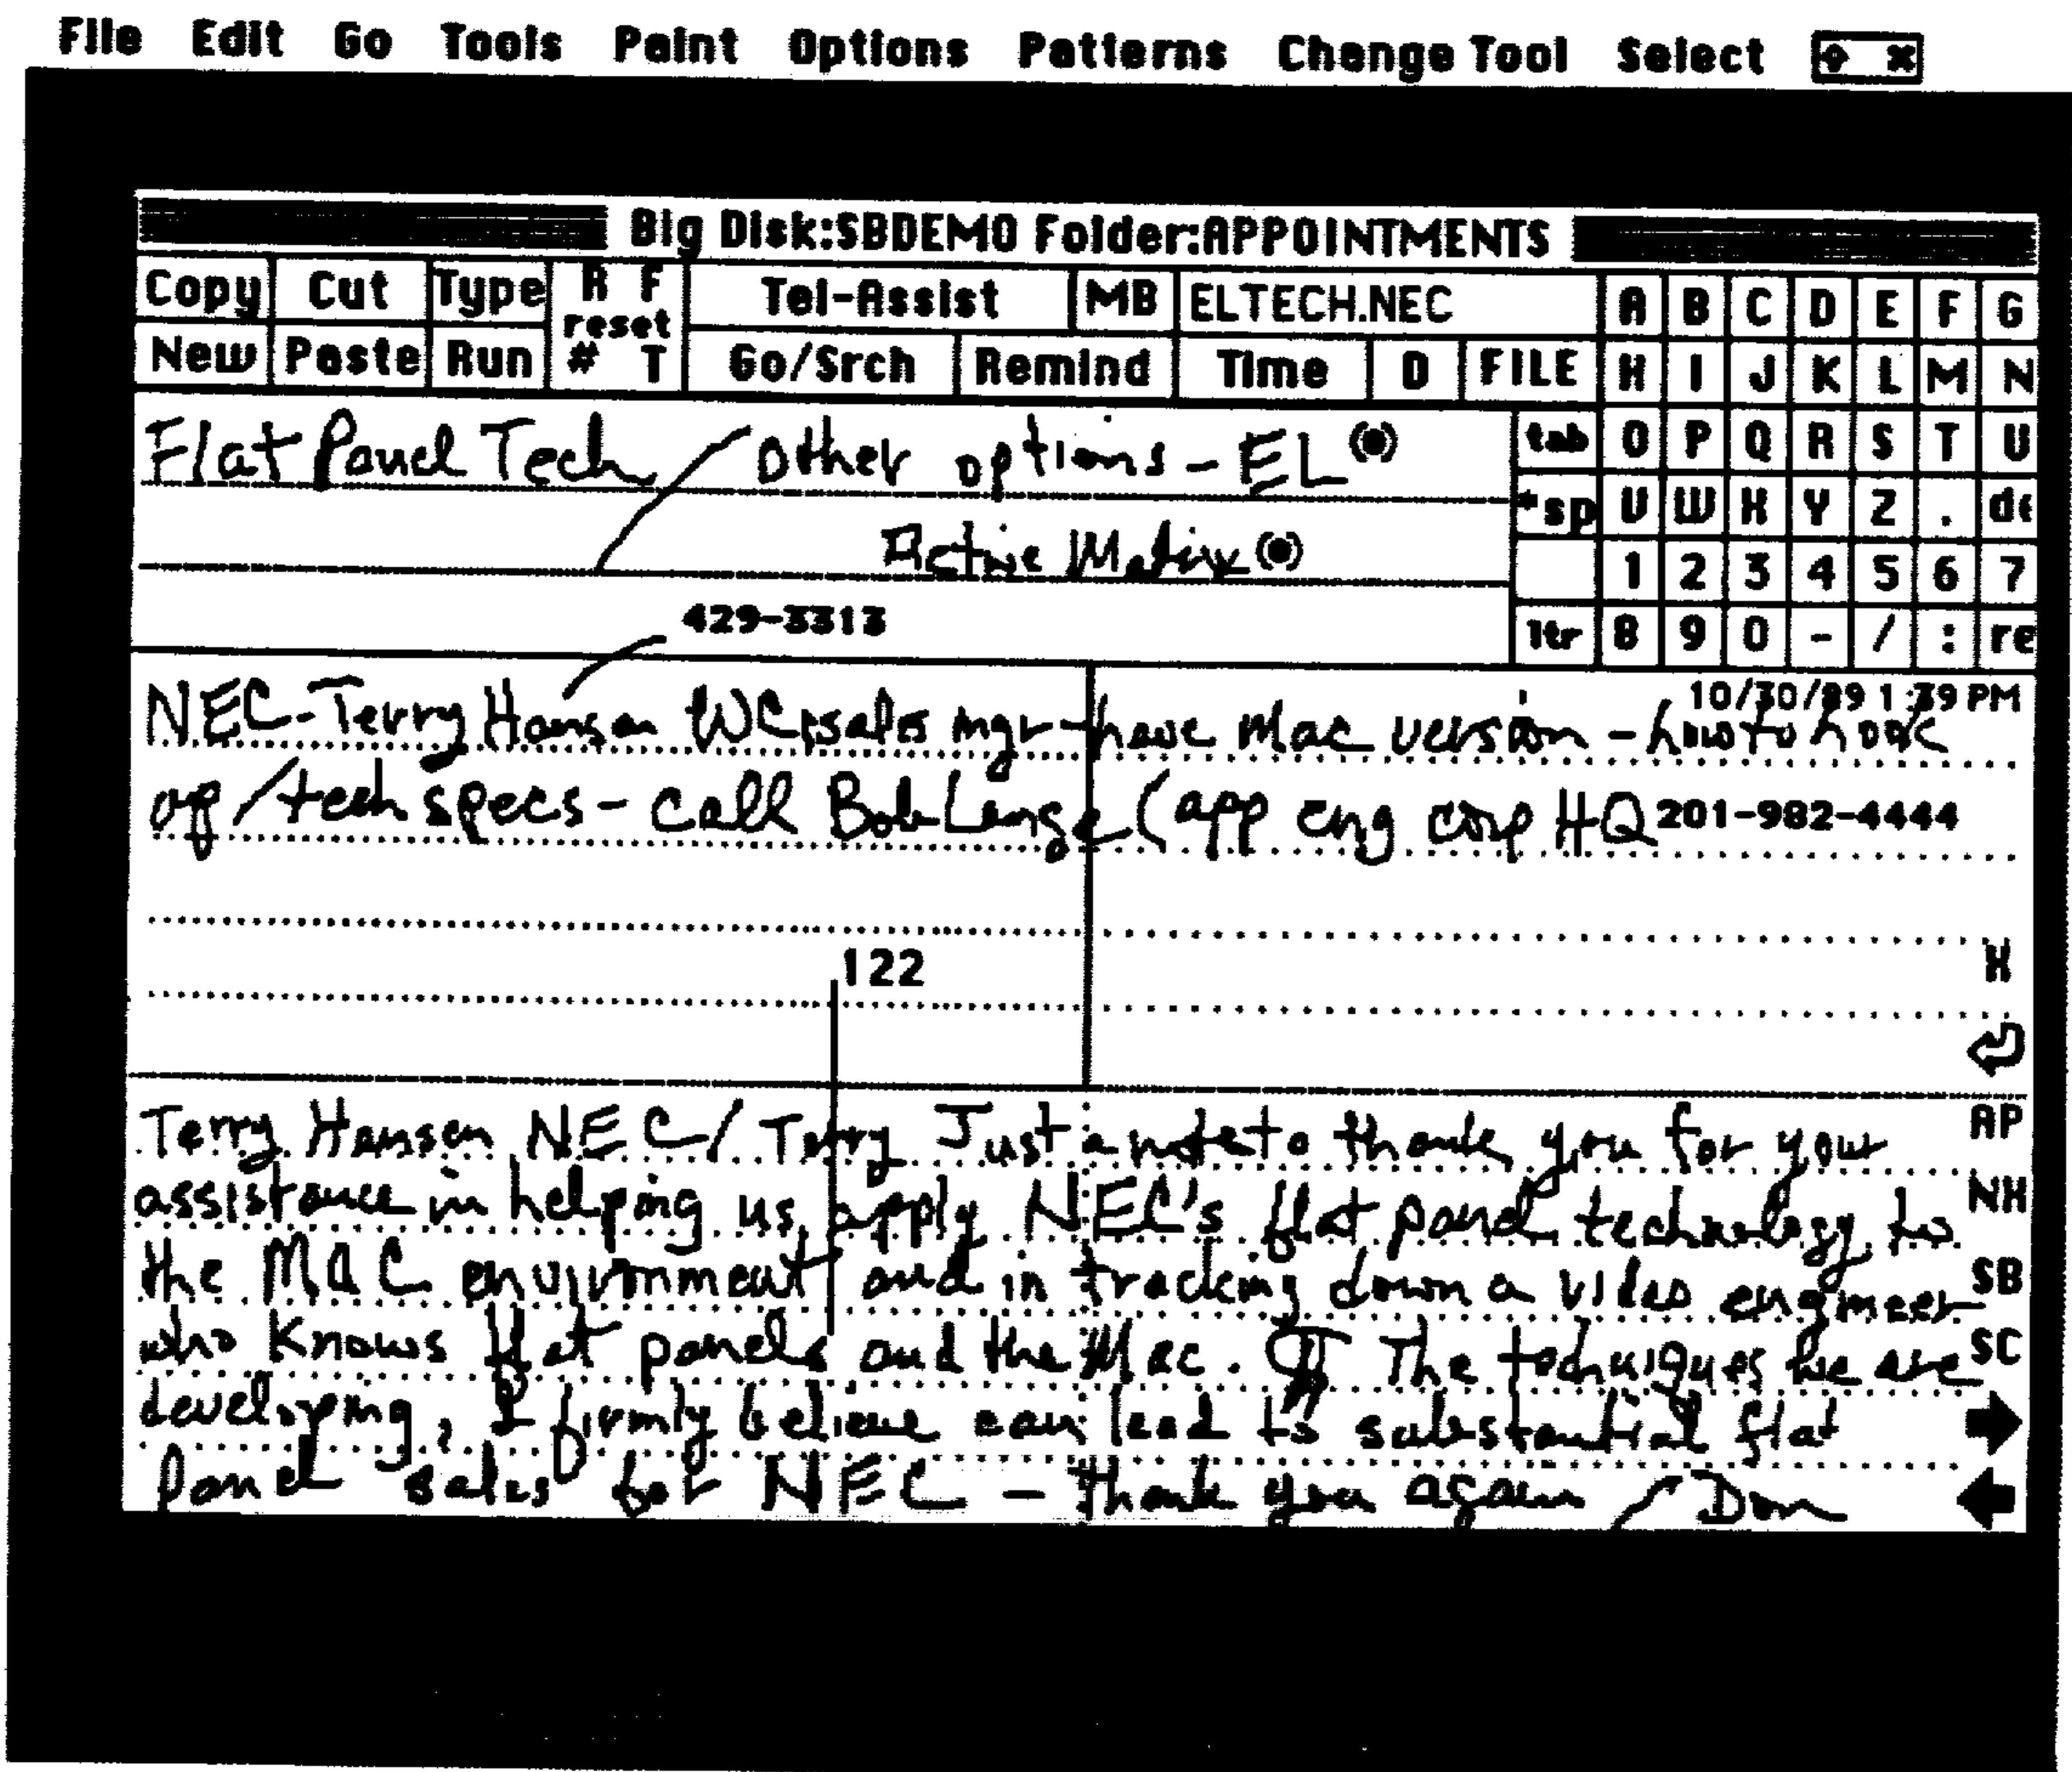 File Edit Go Tools Paint Options Patterns Change Tool Select
Big Disk:SBDEMO Folder:APPOINTMENTS
Copy Cut Type R F Tel-Assist MB ELTECH.NEC A B C D E F G
reset
New Paste Run # T Go/Srch Remind Time D FILE H I J K L M N
Flat Panel Tech / other options - EL tab O P Q R S T U
sp V W X Y Z . de
Active Matrix 1 2 3 4 5 6 7
429-3313 ltr 8 9 0 - / : re
10/30/89 1:39 PM
NEC-Terry Hansen WC sales mgr - have Mac version - how to hook
up / tech specs - call Bob Lange (app eng corp HQ 201-982-4444
122 X
Terry Hansen NEC / Terry Just a note to thank you for your AP
assistance in helping us apply NEC's flat panel technology to NH
the MAC environment and in tracking down a video engineer SB
who knows flat panels and the Mac. ¶ The techniques we are SC
developing, I firmly believe can lead to substantial flat
panel sales for NEC - Thank you again / Don